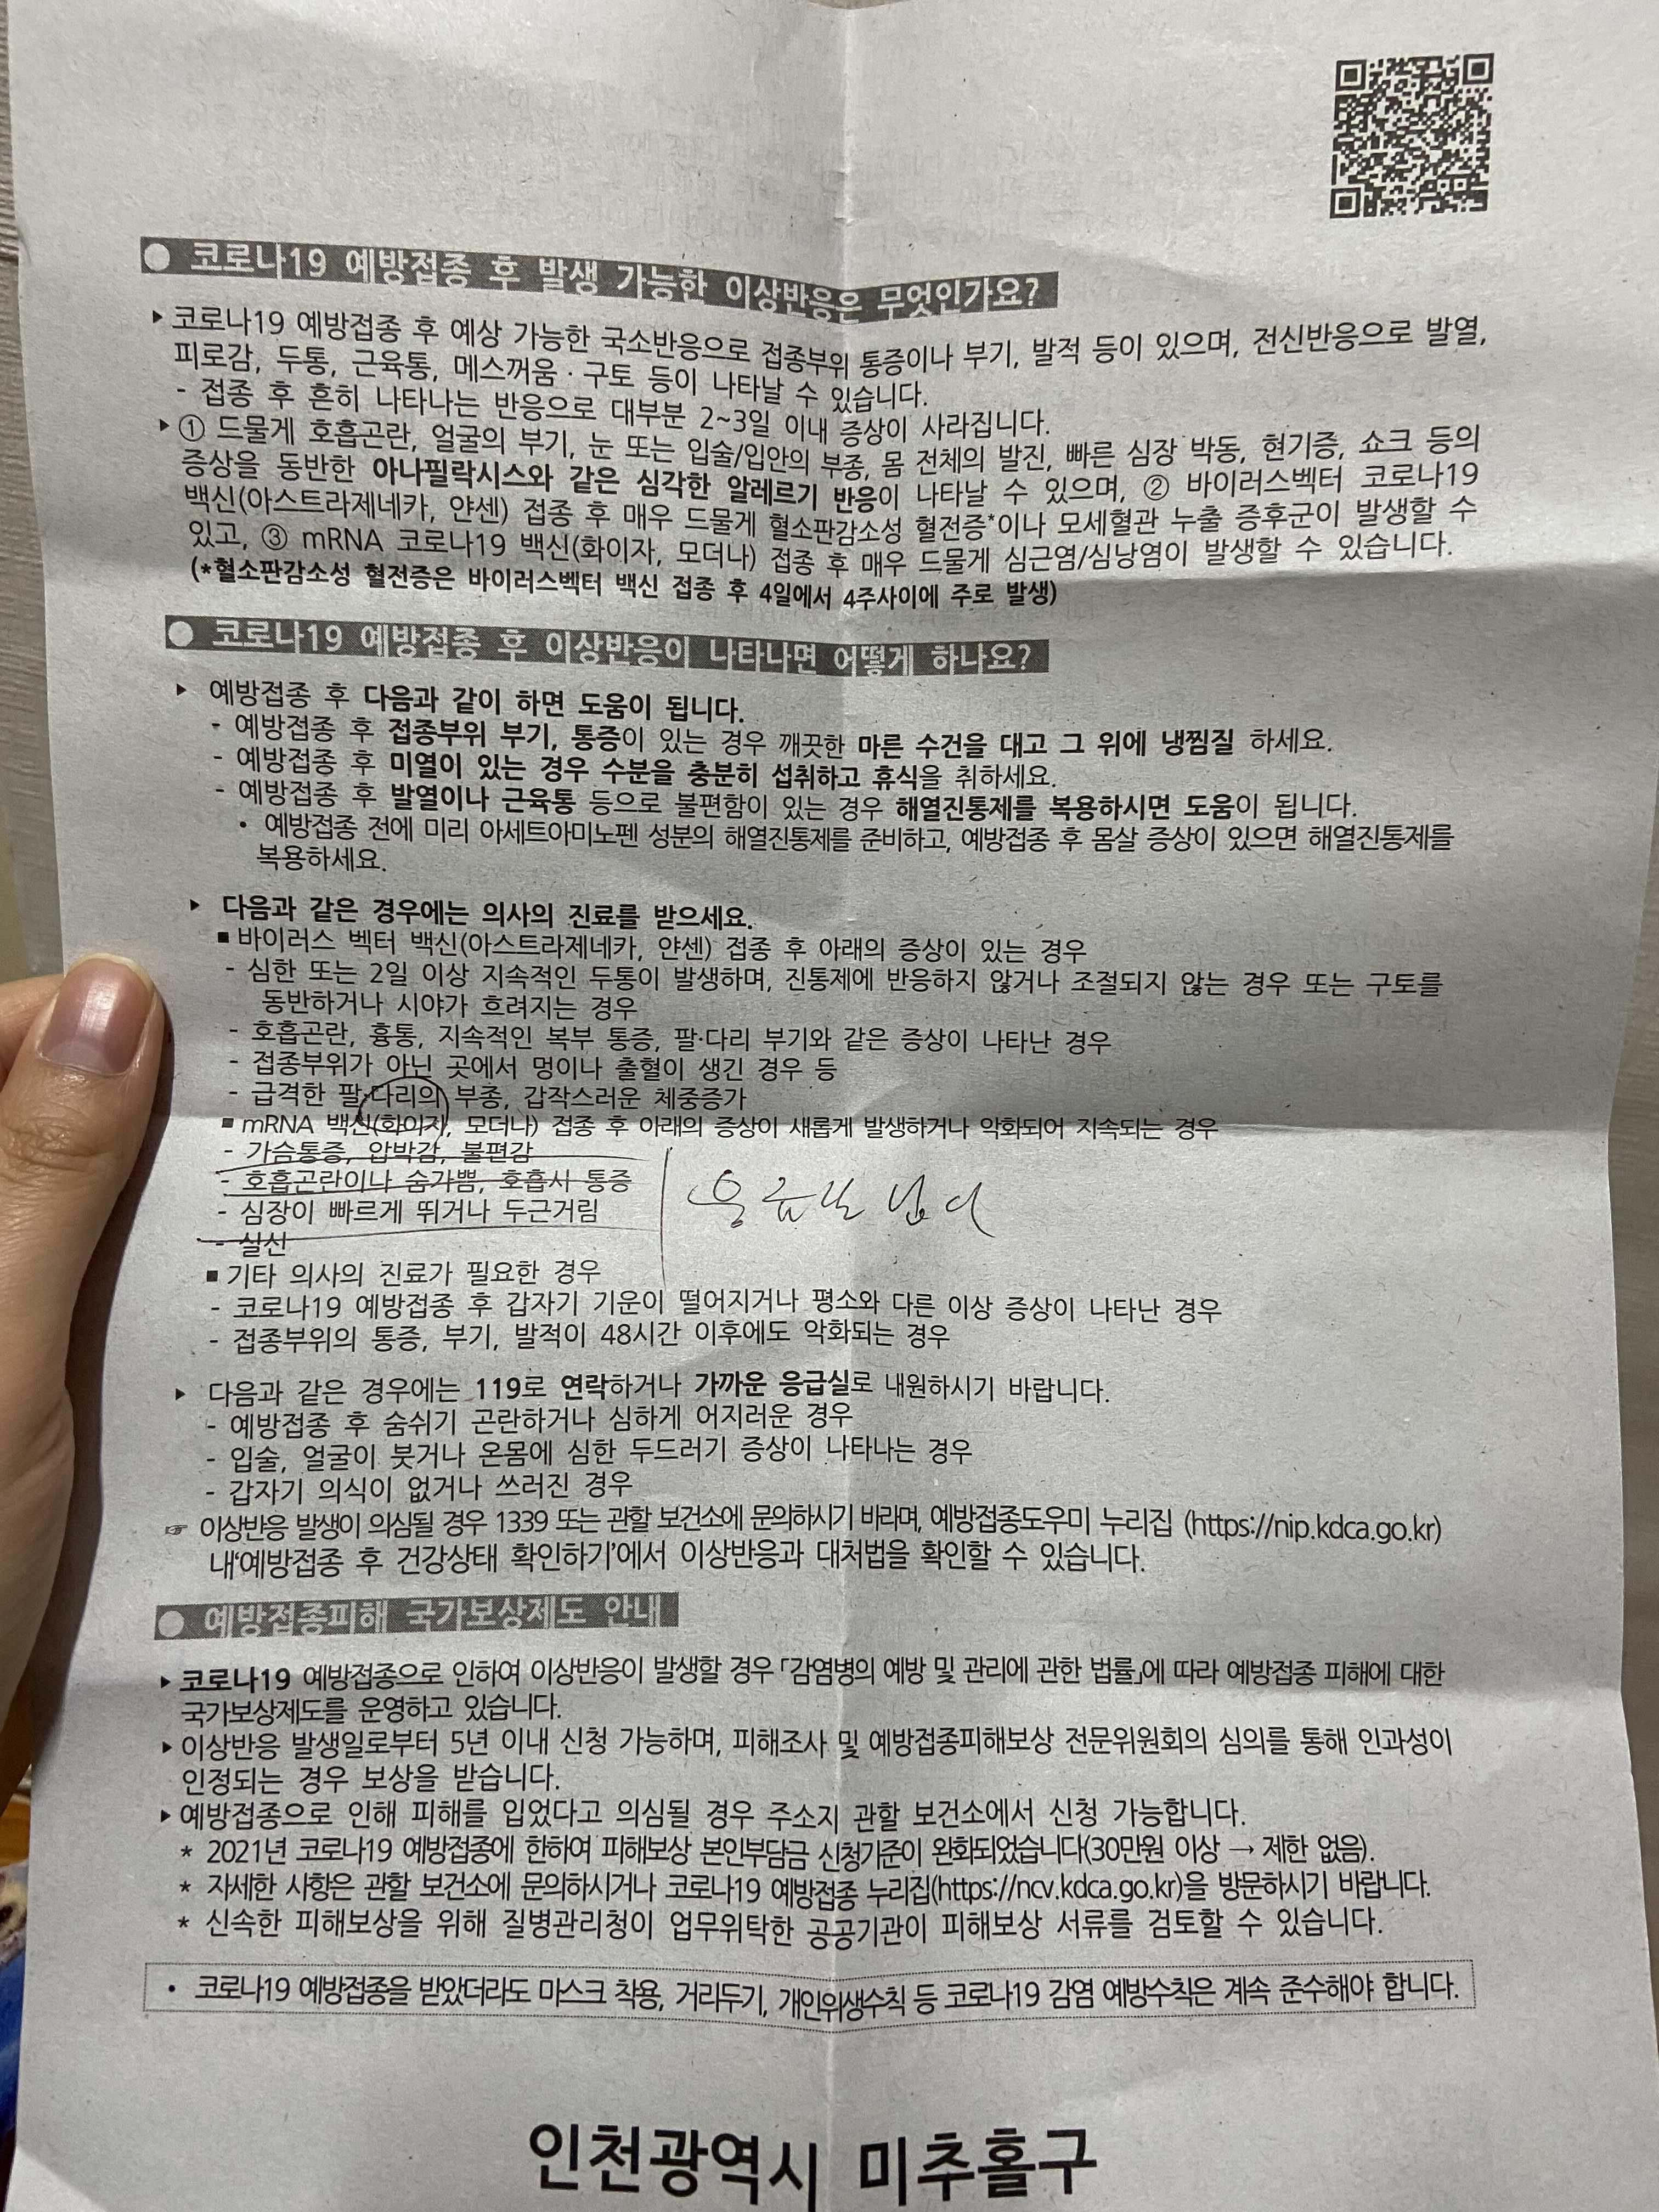 ● 코로나19 예방접종 후 발생 가능한 이상반응은 무엇인가요?
▸ 코로나19 예방접종 후 예상 가능한 국소반응으로 접종부위 통증이나 부기, 발적 등이 있으며, 전신반응으로 발열,
피로감, 두통, 근육통, 메스꺼움 · 구토 등이 나타날 수 있습니다.
- 접종 후 흔히 나타나는 반응으로 대부분 2~3일 이내 증상이 사라집니다.
▸ ① 드물게 호흡곤란, 얼굴의 부기, 눈 또는 입술/입안의 부종, 몸 전체의 발진, 빠른 심장 박동, 현기증, 쇼크 등의
증상을 동반한 아나필락시스와 같은 심각한 알레르기 반응이 나타날 수 있으며, ② 바이러스벡터 코로나19
백신(아스트라제네카, 얀센) 접종 후 매우 드물게 혈소판감소성 혈전증*이나 모세혈관 누출 증후군이 발생할 수
있고, ③ mRNA 코로나19 백신(화이자, 모더나) 접종 후 매우 드물게 심근염/심낭염이 발생할 수 있습니다.
(*혈소판감소성 혈전증은 바이러스벡터 백신 접종 후 4일에서 4주사이에 주로 발생)
● 코로나19 예방접종 후 이상반응이 나타나면 어떻게 하나요?
▸ 예방접종 후 다음과 같이 하면 도움이 됩니다.
- 예방접종 후 접종부위 부기, 통증이 있는 경우 깨끗한 마른 수건을 대고 그 위에 냉찜질 하세요.
- 예방접종 후 미열이 있는 경우 수분을 충분히 섭취하고 휴식을 취하세요.
- 예방접종 후 발열이나 근육통 등으로 불편함이 있는 경우 해열진통제를 복용하시면 도움이 됩니다.
• 예방접종 전에 미리 아세트아미노펜 성분의 해열진통제를 준비하고, 예방접종 후 몸살 증상이 있으면 해열진통제를
복용하세요.
▸ 다음과 같은 경우에는 의사의 진료를 받으세요.
■ 바이러스 벡터 백신(아스트라제네카, 얀센) 접종 후 아래의 증상이 있는 경우
- 심한 또는 2일 이상 지속적인 두통이 발생하며, 진통제에 반응하지 않거나 조절되지 않는 경우 또는 구토를
동반하거나 시야가 흐려지는 경우
- 호흡곤란, 흉통, 지속적인 복부 통증, 팔·다리 부기와 같은 증상이 나타난 경우
- 접종부위가 아닌 곳에서 멍이나 출혈이 생긴 경우 등
- 급격한 팔·다리의 부종, 갑작스러운 체중증가
■ mRNA 백신(화이자, 모더나) 접종 후 아래의 증상이 새롭게 발생하거나 악화되어 지속되는 경우
- 가슴통증, 압박감, 불편감
- 호흡곤란이나 숨가쁨, 호흡시 통증
- 심장이 빠르게 뛰거나 두근거림
- 실신
■ 기타 의사의 진료가 필요한 경우
- 코로나19 예방접종 후 갑자기 기운이 떨어지거나 평소와 다른 이상 증상이 나타난 경우
- 접종부위의 통증, 부기, 발적이 48시간 이후에도 악화되는 경우
▸ 다음과 같은 경우에는 119로 연락하거나 가까운 응급실로 내원하시기 바랍니다.
- 예방접종 후 숨쉬기 곤란하거나 심하게 어지러운 경우
- 입술, 얼굴이 붓거나 온몸에 심한 두드러기 증상이 나타나는 경우
- 갑자기 의식이 없거나 쓰러진 경우
☞ 이상반응 발생이 의심될 경우 1339 또는 관할 보건소에 문의하시기 바라며, 예방접종도우미 누리집 (https://nip.kdca.go.kr)
내'예방접종 후 건강상태 확인하기'에서 이상반응과 대처법을 확인할 수 있습니다.
● 예방접종피해 국가보상제도 안내
▸ 코로나19 예방접종으로 인하여 이상반응이 발생할 경우 「감염병의 예방 및 관리에 관한 법률」에 따라 예방접종 피해에 대한
국가보상제도를 운영하고 있습니다.
▸ 이상반응 발생일로부터 5년 이내 신청 가능하며, 피해조사 및 예방접종피해보상 전문위원회의 심의를 통해 인과성이
인정되는 경우 보상을 받습니다.
▸ 예방접종으로 인해 피해를 입었다고 의심될 경우 주소지 관할 보건소에서 신청 가능합니다.
* 2021년 코로나19 예방접종에 한하여 피해보상 본인부담금 신청기준이 완화되었습니다(30만원 이상 → 제한 없음).
* 자세한 사항은 관할 보건소에 문의하시거나 코로나19 예방접종 누리집(https://ncv.kdca.go.kr)을 방문하시기 바랍니다.
* 신속한 피해보상을 위해 질병관리청이 업무위탁한 공공기관이 피해보상 서류를 검토할 수 있습니다.
• 코로나19 예방접종을 받았더라도 마스크 착용, 거리두기, 개인위생수칙 등 코로나19 감염 예방수칙은 계속 준수해야 합니다.
인천광역시 미추홀구